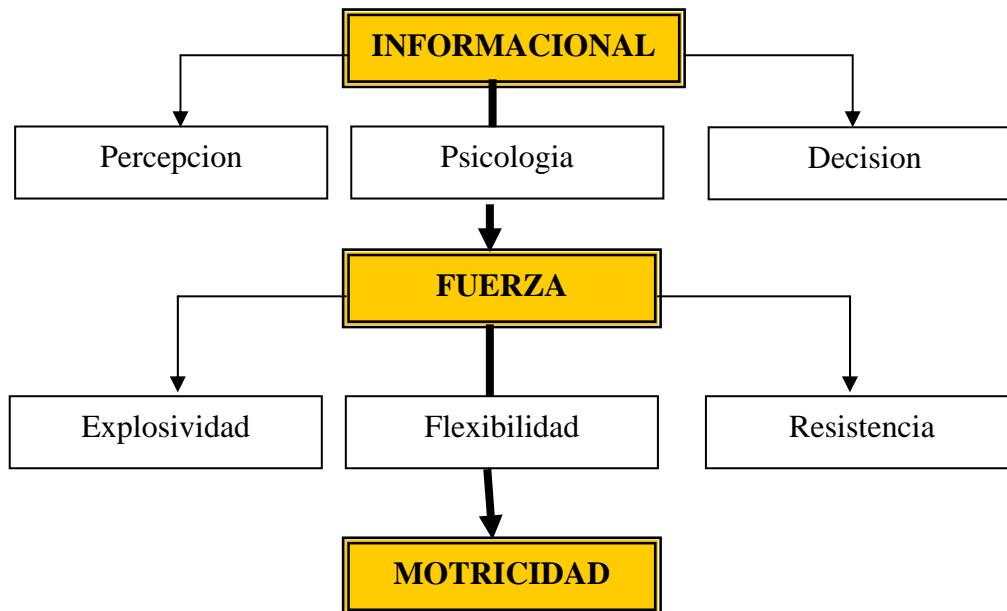 INFORMACIONAL
Percepcion
Psicologia
Decision
FUERZA
Explosividad
Flexibilidad
Resistencia
MOTRICIDAD